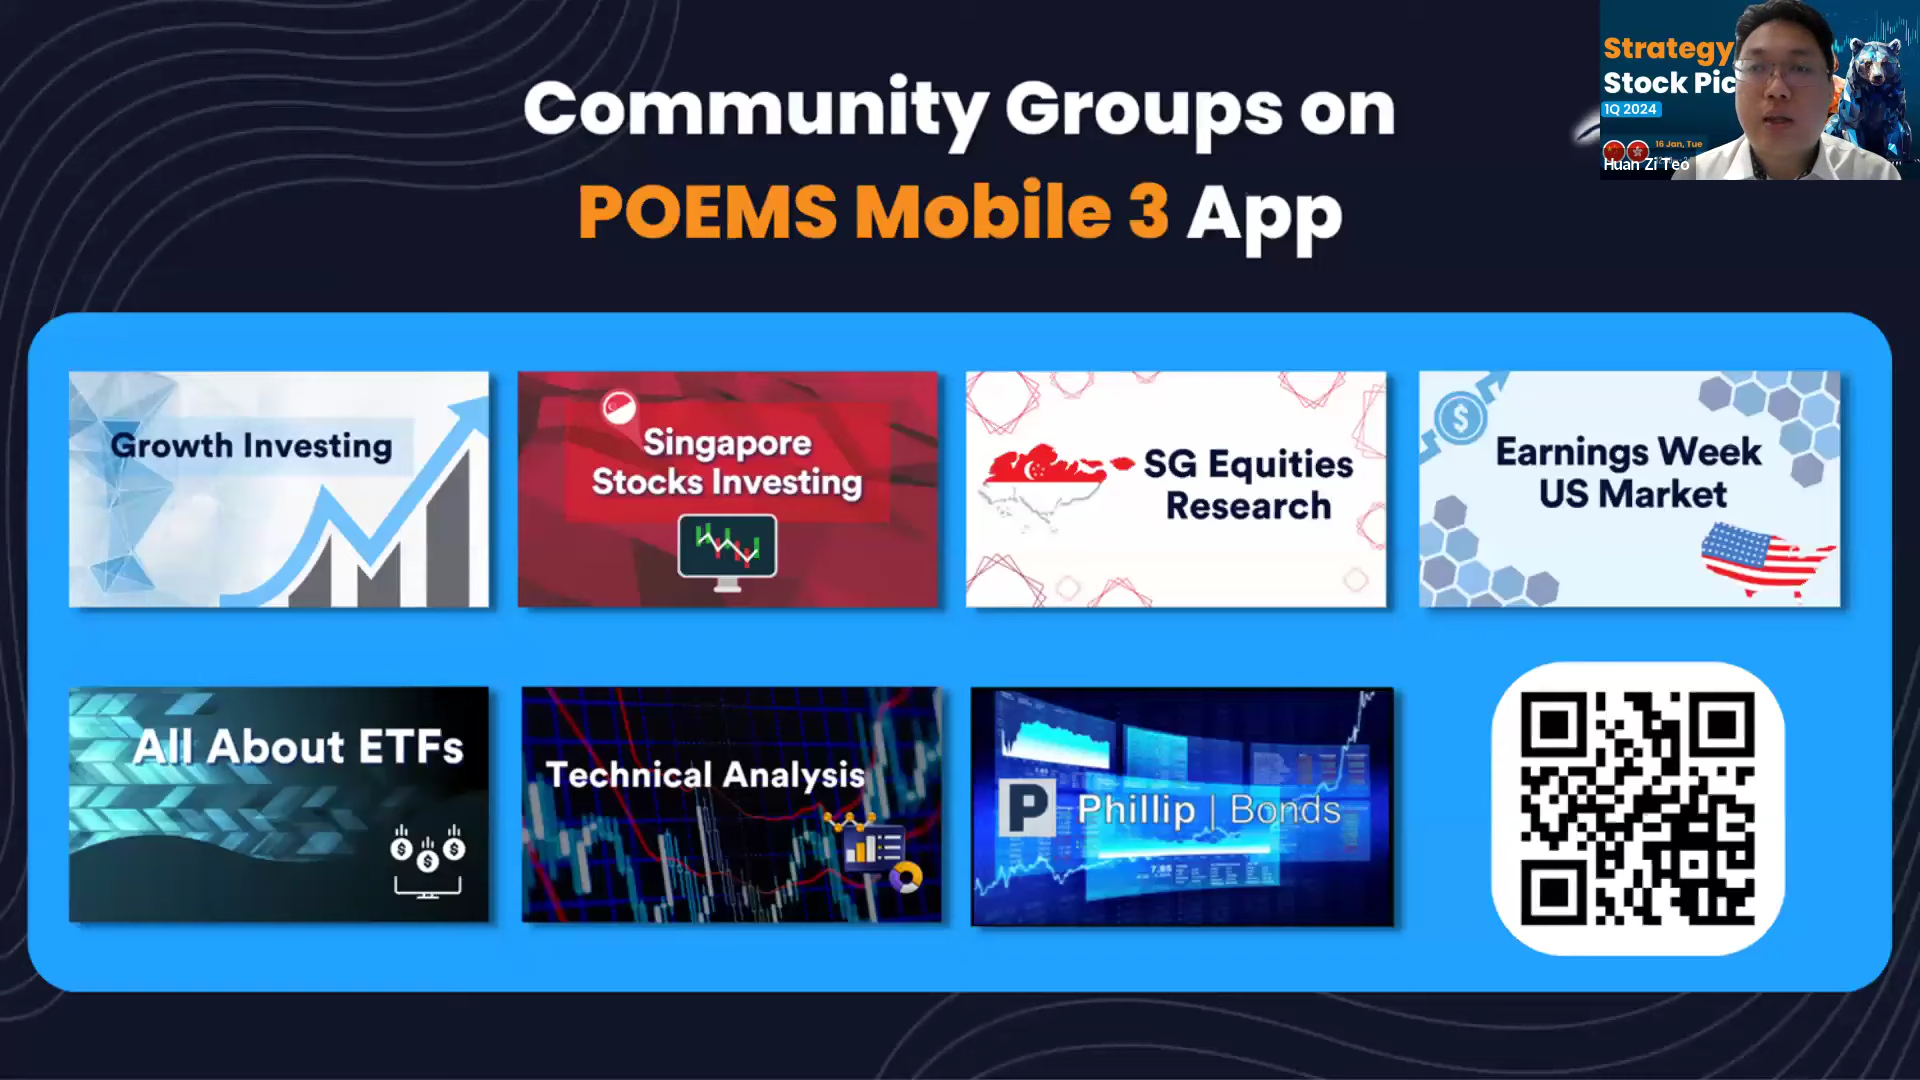 Community Groups on
POEMS Mobile 3 App
Strategy
Stock Pic
1Q 2024
16 Jan, Tue
Huan Zi Teo
Growth Investing
Singapore
Stocks Investing
SG Equities
Research
Earnings Week
US Market
All About ETFs
Technical Analysis
P Phillip | Bonds